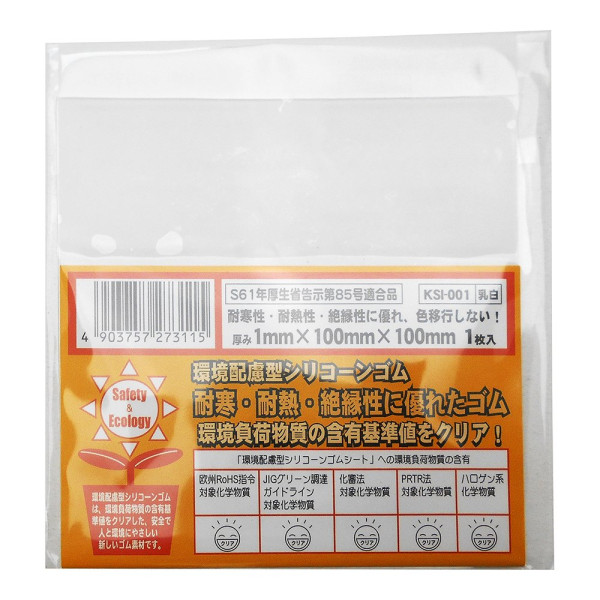 S61年厚生省告示第85号適合品
KSI-001 乳白
耐寒性・耐熱性・絶縁性に優れ、色移行しない!
厚み1mm×100mm×100mm 1枚入
4 903757 273115
環境配慮型シリコーンゴム
耐寒・耐熱・絶縁性に優れたゴム
環境負荷物質の含有基準値をクリア!
Safety
&
Ecology
環境配慮型シリコーンゴム
は、環境負荷物質の含有基
準値をクリアした、安全で
人と環境にやさしい
新しいゴム素材です。
「環境配慮型シリコーンゴムシート」への環境負荷物質の含有
欧州RoHS指令
対象化学物質
JIGグリーン調達
ガイドライン
対象化学物質
化審法
対象化学物質
PRTR法
対象化学物質
ハロゲン系
化学物質
クリア
クリア
クリア
クリア
クリア